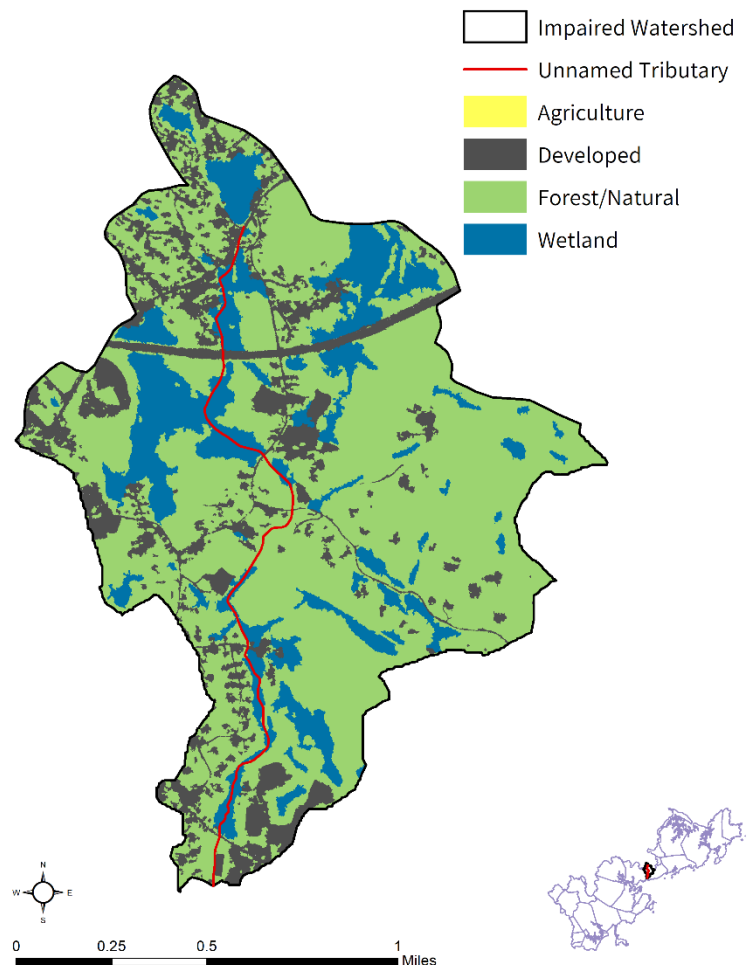 Impaired Watershed
Unnamed Tributary
Agriculture
Developed
Forest/Natural
Wetland
N
W E
S
0 0.25 0.5 1
Miles